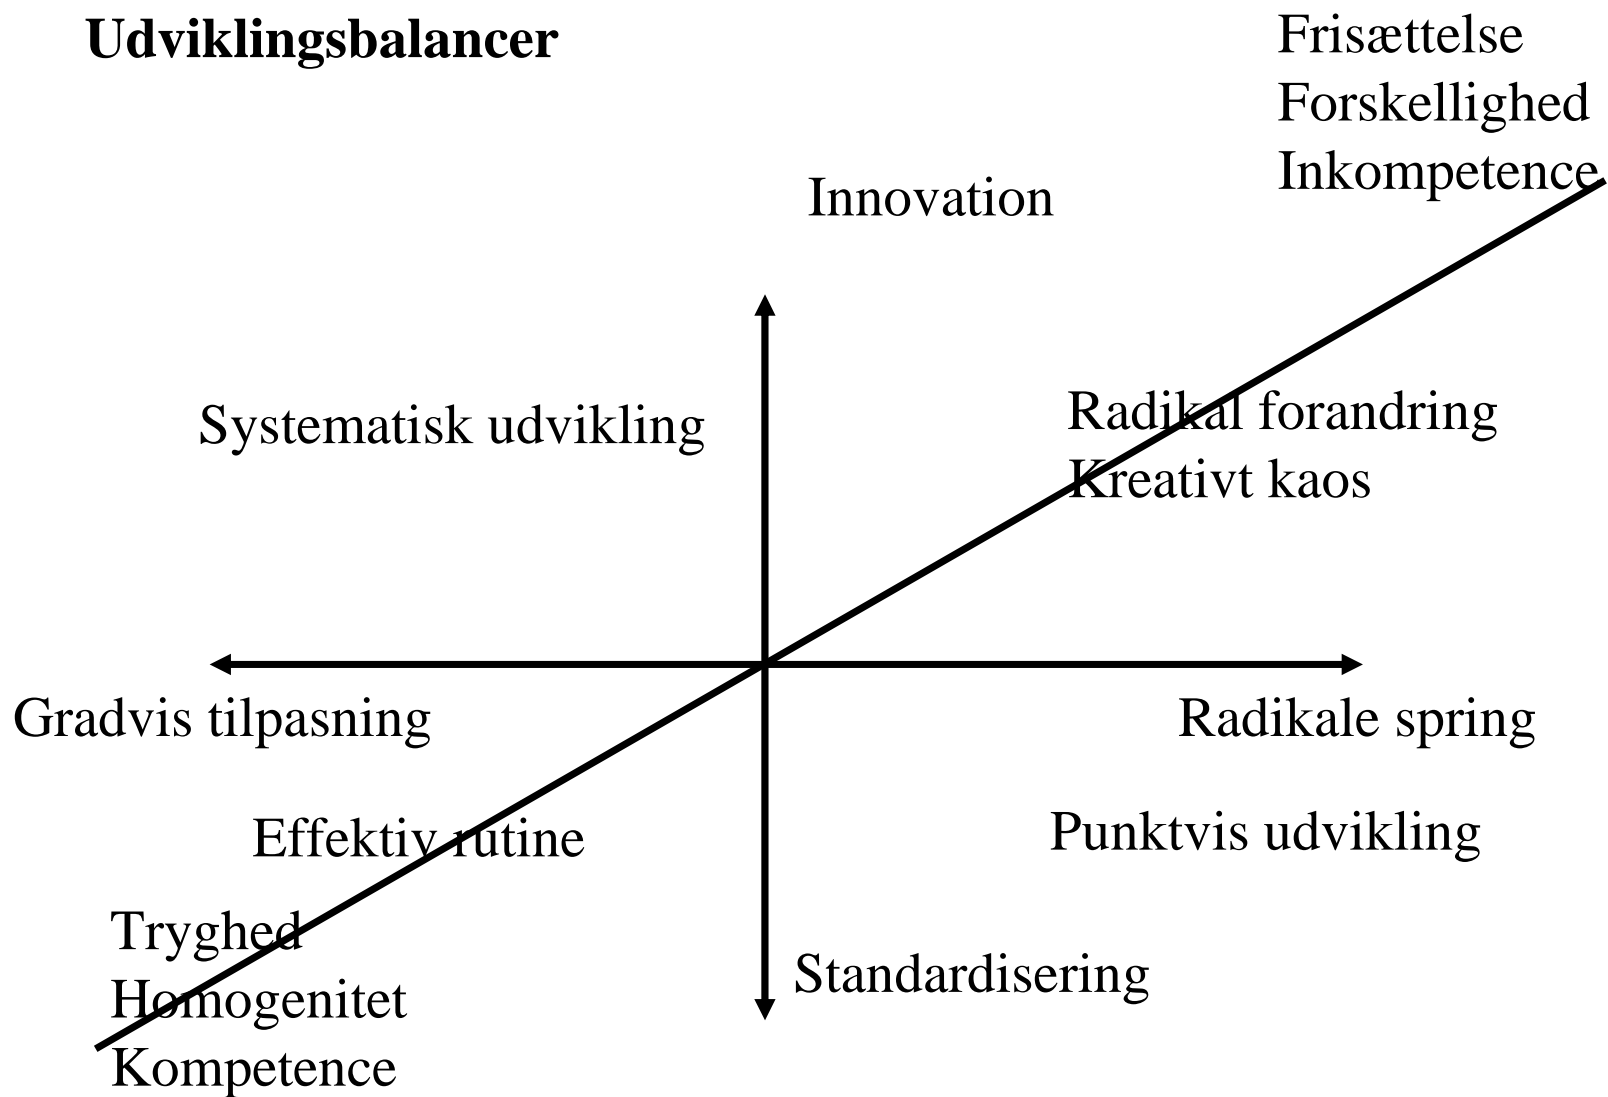 Udviklingsbalancer
Frisættelse
Forskellighed
Inkompetence
Innovation
Systematisk udvikling
Radikal forandring
Kreativt kaos
Gradvis tilpasning
Radikale spring
Effektiv rutine
Punktvis udvikling
Tryghed
Homogenitet
Kompetence
Standardisering